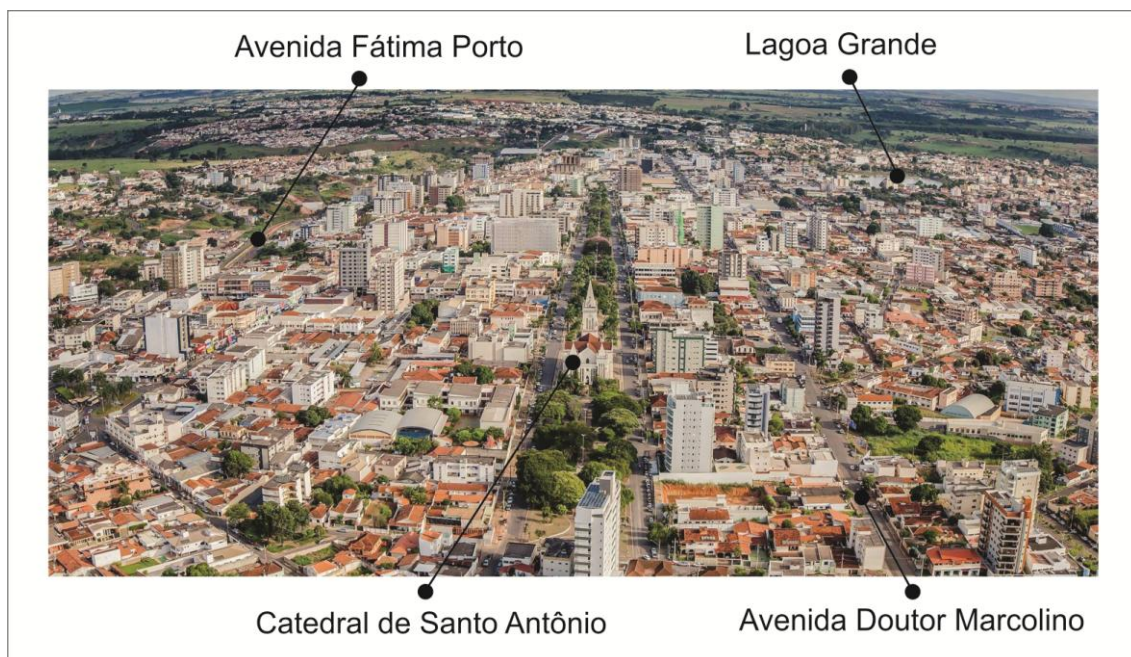 Avenida Fátima Porto
Lagoa Grande
Catedral de Santo Antônio
Avenida Doutor Marcolino